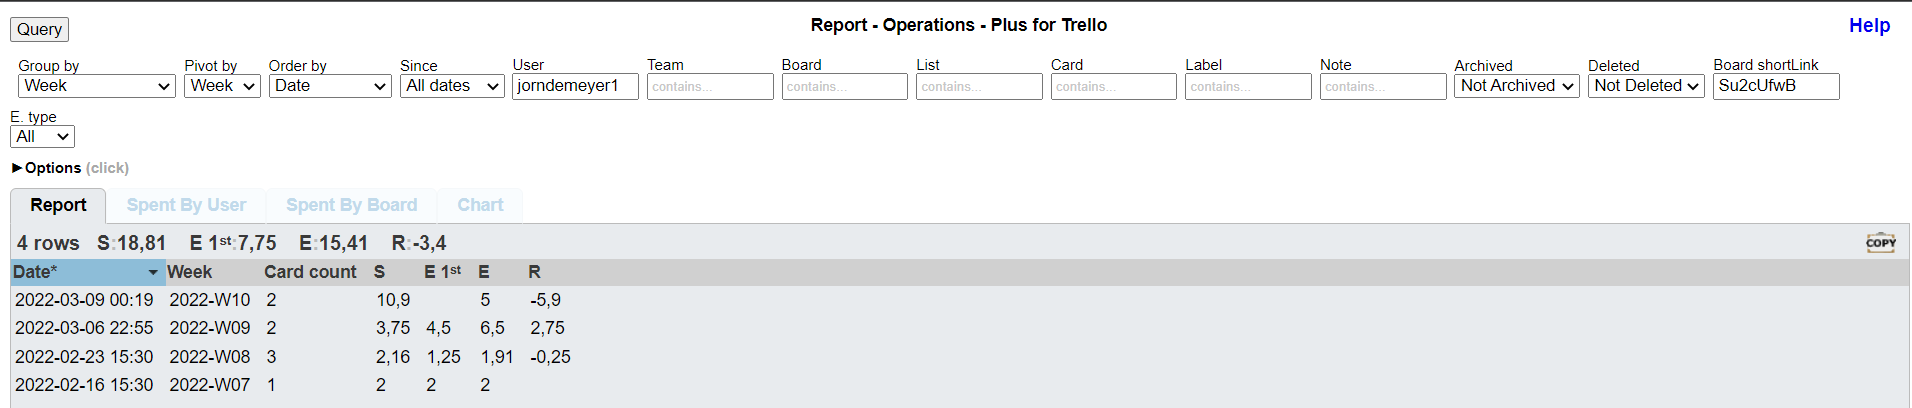 Query
Report - Operations - Plus for Trello
Help
Group by Pivot by Order by Since User Team Board List Card Label Note Archived Deleted Board shortLink
Week Week Date All dates jorndemeyer1 contains... contains... contains... contains... contains... contains... Not Archived Not Deleted Su2cUfwB
E. type
All
►Options (click)
Report Spent By User Spent By Board Chart
4 rows S:18,81 E 1st:7,75 E:15,41 R:-3,4 COPY
Date* Week Card count S E 1st E R
2022-03-09 00:19 2022-W10 2 10,9 5 -5,9
2022-03-06 22:55 2022-W09 2 3,75 4,5 6,5 2,75
2022-02-23 15:30 2022-W08 3 2,16 1,25 1,91 -0,25
2022-02-16 15:30 2022-W07 1 2 2 2